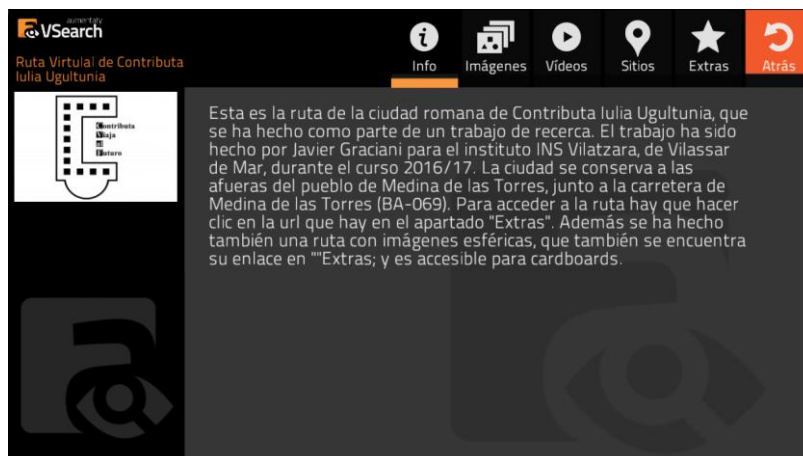 aumentaty
VSearch
Ruta Virtulal de Contributa
Iulia Ugultunia
Info
Imágenes
Vídeos
Sitios
Extras
Atrás
Contributa
Viaja
al
Futuro
Esta es la ruta de la ciudad romana de Contributa Iulia Ugultunia, que
se ha hecho como parte de un trabajo de recerca. El trabajo ha sido
hecho por Javier Graciani para el instituto INS Vilatzara, de Vilassar
de Mar, durante el curso 2016/17. La ciudad se conserva a las
afueras del pueblo de Medina de las Torres, junto a la carretera de
Medina de las Torres (BA-069). Para acceder a la ruta hay que hacer
clic en la url que hay en el apartado "Extras". Además se ha hecho
también una ruta con imágenes esféricas, que también se encuentra
su enlace en ""Extras; y es accesible para cardboards.